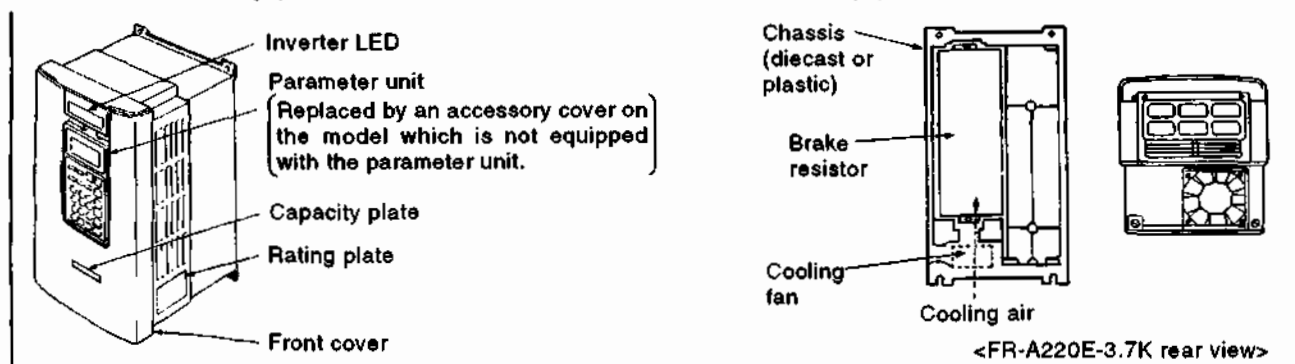 Inverter LED
Parameter unit
(Replaced by an accessory cover on
the model which is not equipped
with the parameter unit.)
Capacity plate
Rating plate
Front cover
Chassis
(diecast or
plastic)
Brake
resistor
Cooling
fan
Cooling air
<FR-A220E-3.7K rear view>